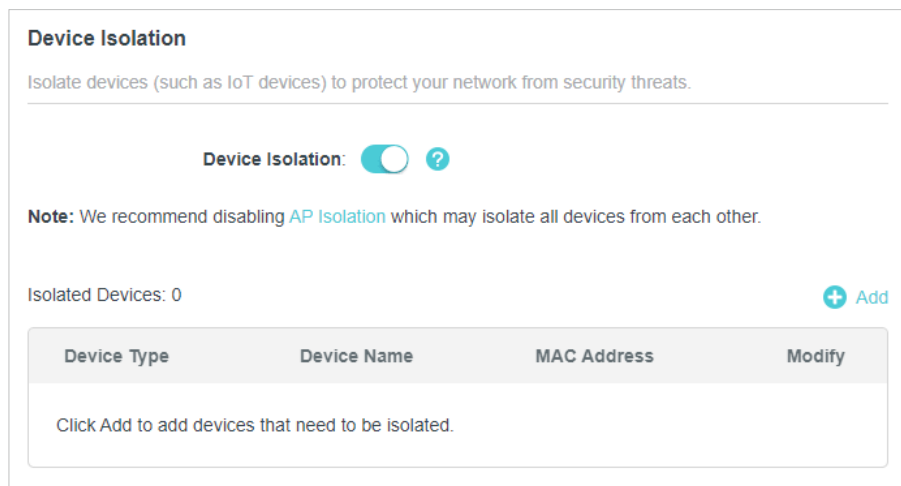 Device Isolation
Isolate devices (such as IoT devices) to protect your network from security threats.
Device Isolation: ?
Note: We recommend disabling AP Isolation which may isolate all devices from each other.
Isolated Devices: 0 Add
Device Type Device Name MAC Address Modify
Click Add to add devices that need to be isolated.